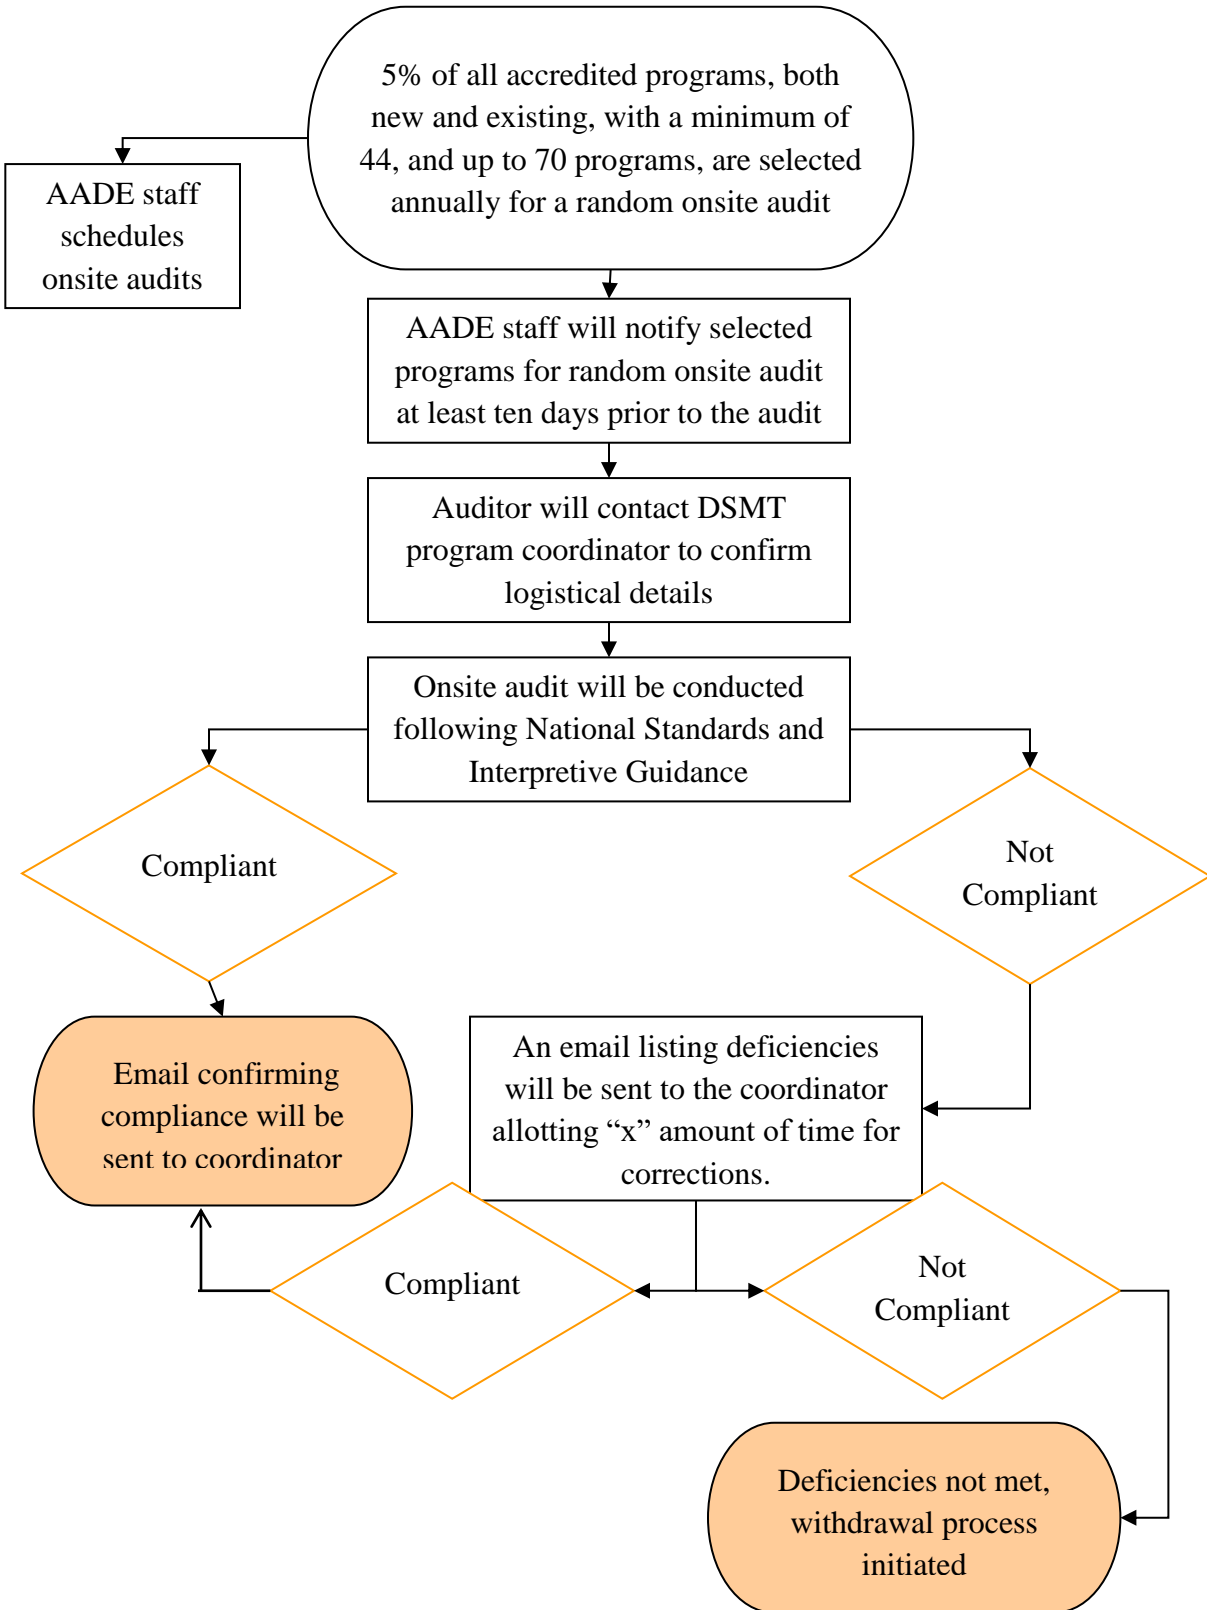 5% of all accredited programs, both
new and existing, with a minimum of
44, and up to 70 programs, are selected
annually for a random onsite audit
AADE staff
schedules
onsite audits
AADE staff will notify selected
programs for random onsite audit
at least ten days prior to the audit
Auditor will contact DSMT
program coordinator to confirm
logistical details
Onsite audit will be conducted
following National Standards and
Interpretive Guidance
Compliant
Not
Compliant
Email confirming
compliance will be
sent to coordinator
An email listing deficiencies
will be sent to the coordinator
allotting “x” amount of time for
corrections.
Compliant
Not
Compliant
Deficiencies not met,
withdrawal process
initiated